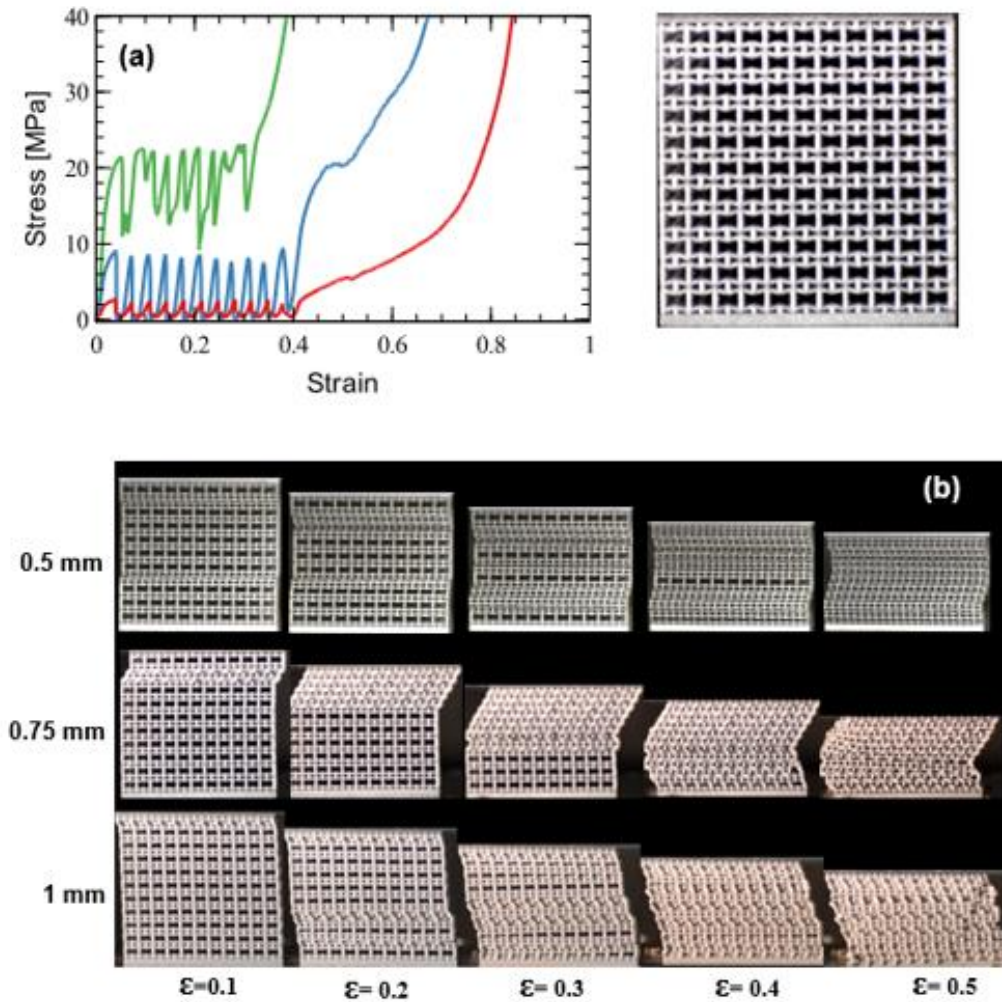 (a)
40
30
20
10
0
Stress [MPa]
0 0.2 0.4 0.6 0.8 1
Strain
(b)
0.5 mm
0.75 mm
1 mm
Ɛ=0.1 Ɛ= 0.2 Ɛ= 0.3 Ɛ= 0.4 Ɛ= 0.5